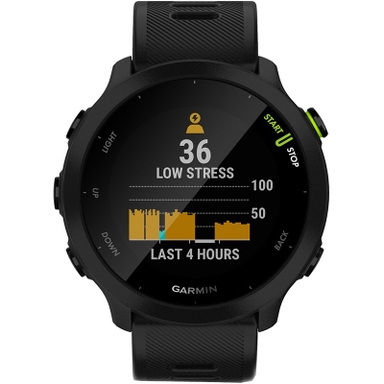 LIGHT
START
STOP
36
LOW STRESS
100
UP
50
DOWN
BACK
LAST 4 HOURS
GARMIN